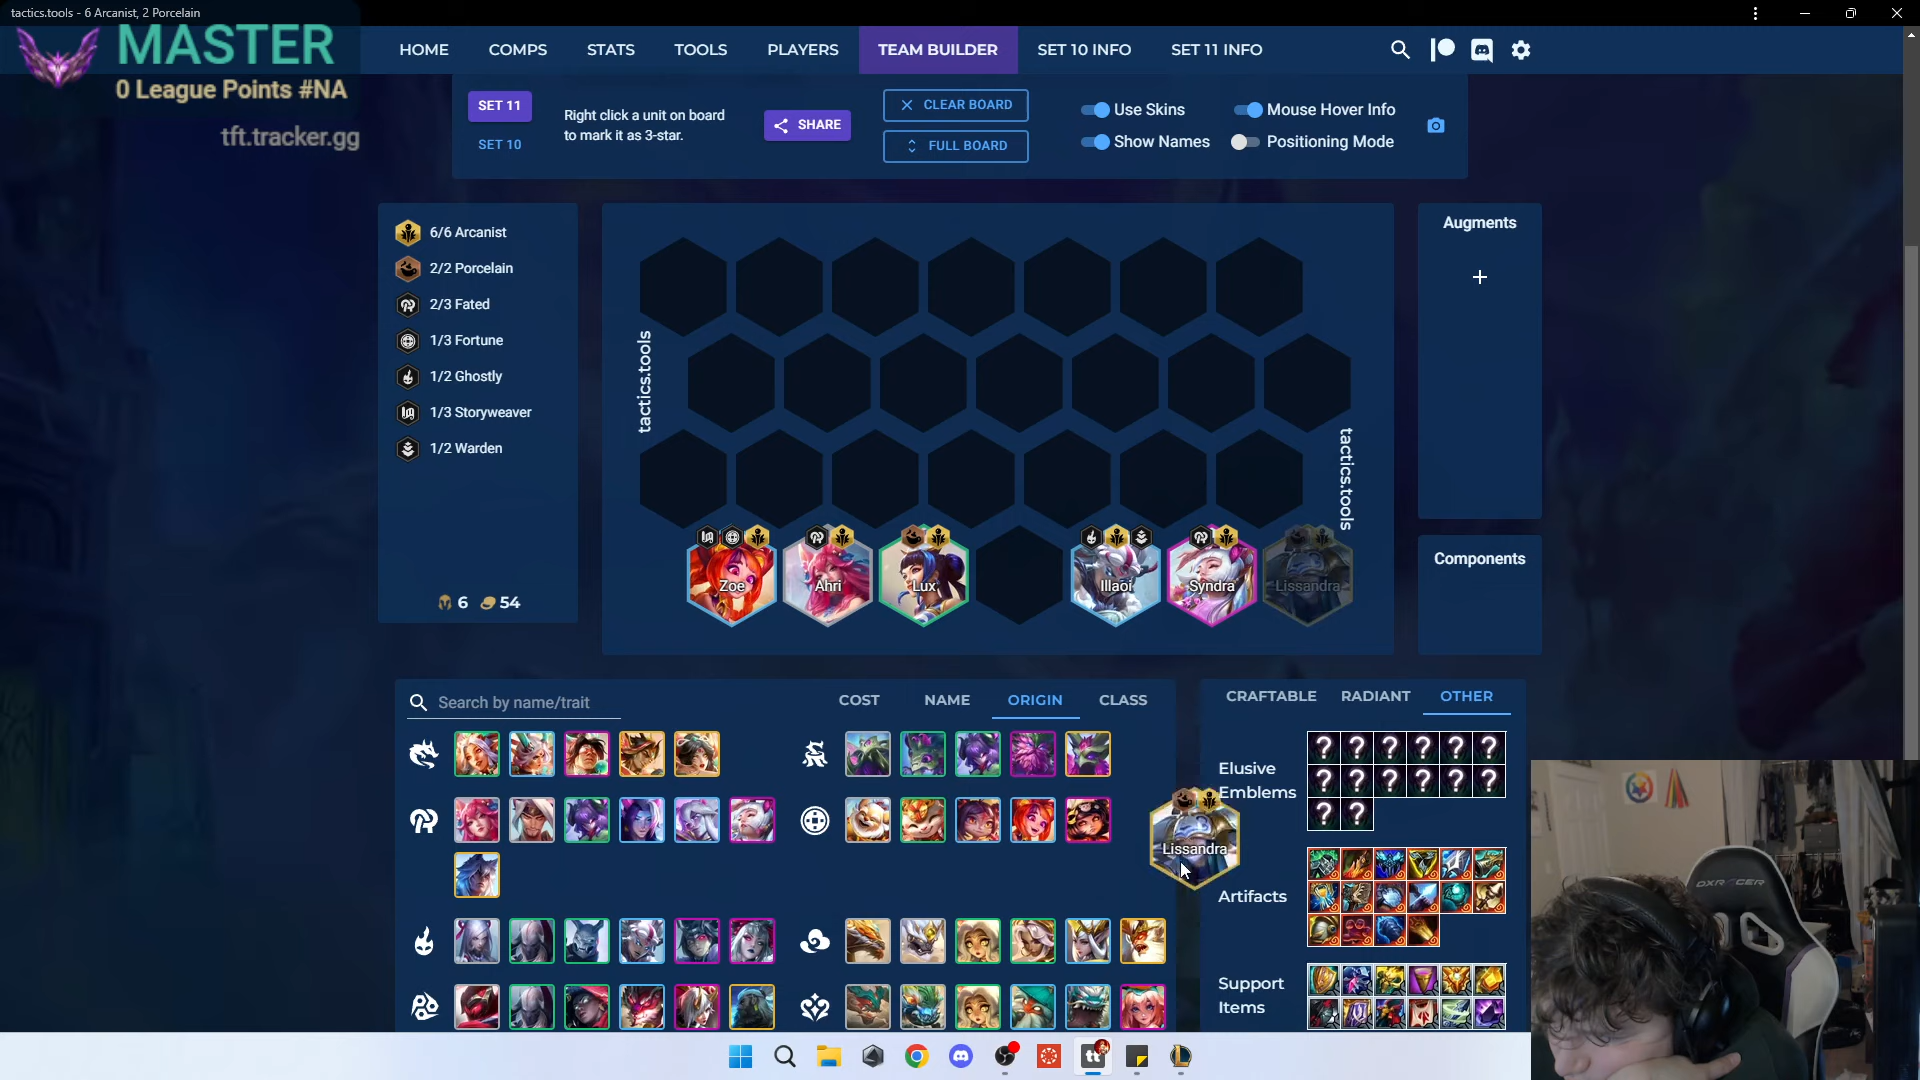 tactics.tools - 6 Arcanist, 2 Porcelain
MASTER
0 League Points #NA
tft.tracker.gg
HOME
COMPS
STATS
TOOLS
PLAYERS
TEAM BUILDER
SET 10 INFO
SET 11 INFO
SET 11
SET 10
Right click a unit on board
to mark it as 3-star.
SHARE
CLEAR BOARD
FULL BOARD
Use Skins
Mouse Hover Info
Show Names
Positioning Mode
6/6 Arcanist
2/2 Porcelain
2/3 Fated
1/3 Fortune
1/2 Ghostly
1/3 Storyweaver
1/2 Warden
6 54
tactics.tools
tactics.tools
Zoe
Ahri
Lux
Illaoi
Syndra
Lissandra
Augments
+
Components
Search by name/trait
COST
NAME
ORIGIN
CLASS
CRAFTABLE
RADIANT
OTHER
Elusive
Emblems
? ? ? ? ? ?
? ? ? ? ? ?
? ?
Lissandra
Artifacts
Support
Items
DXRACER
tt